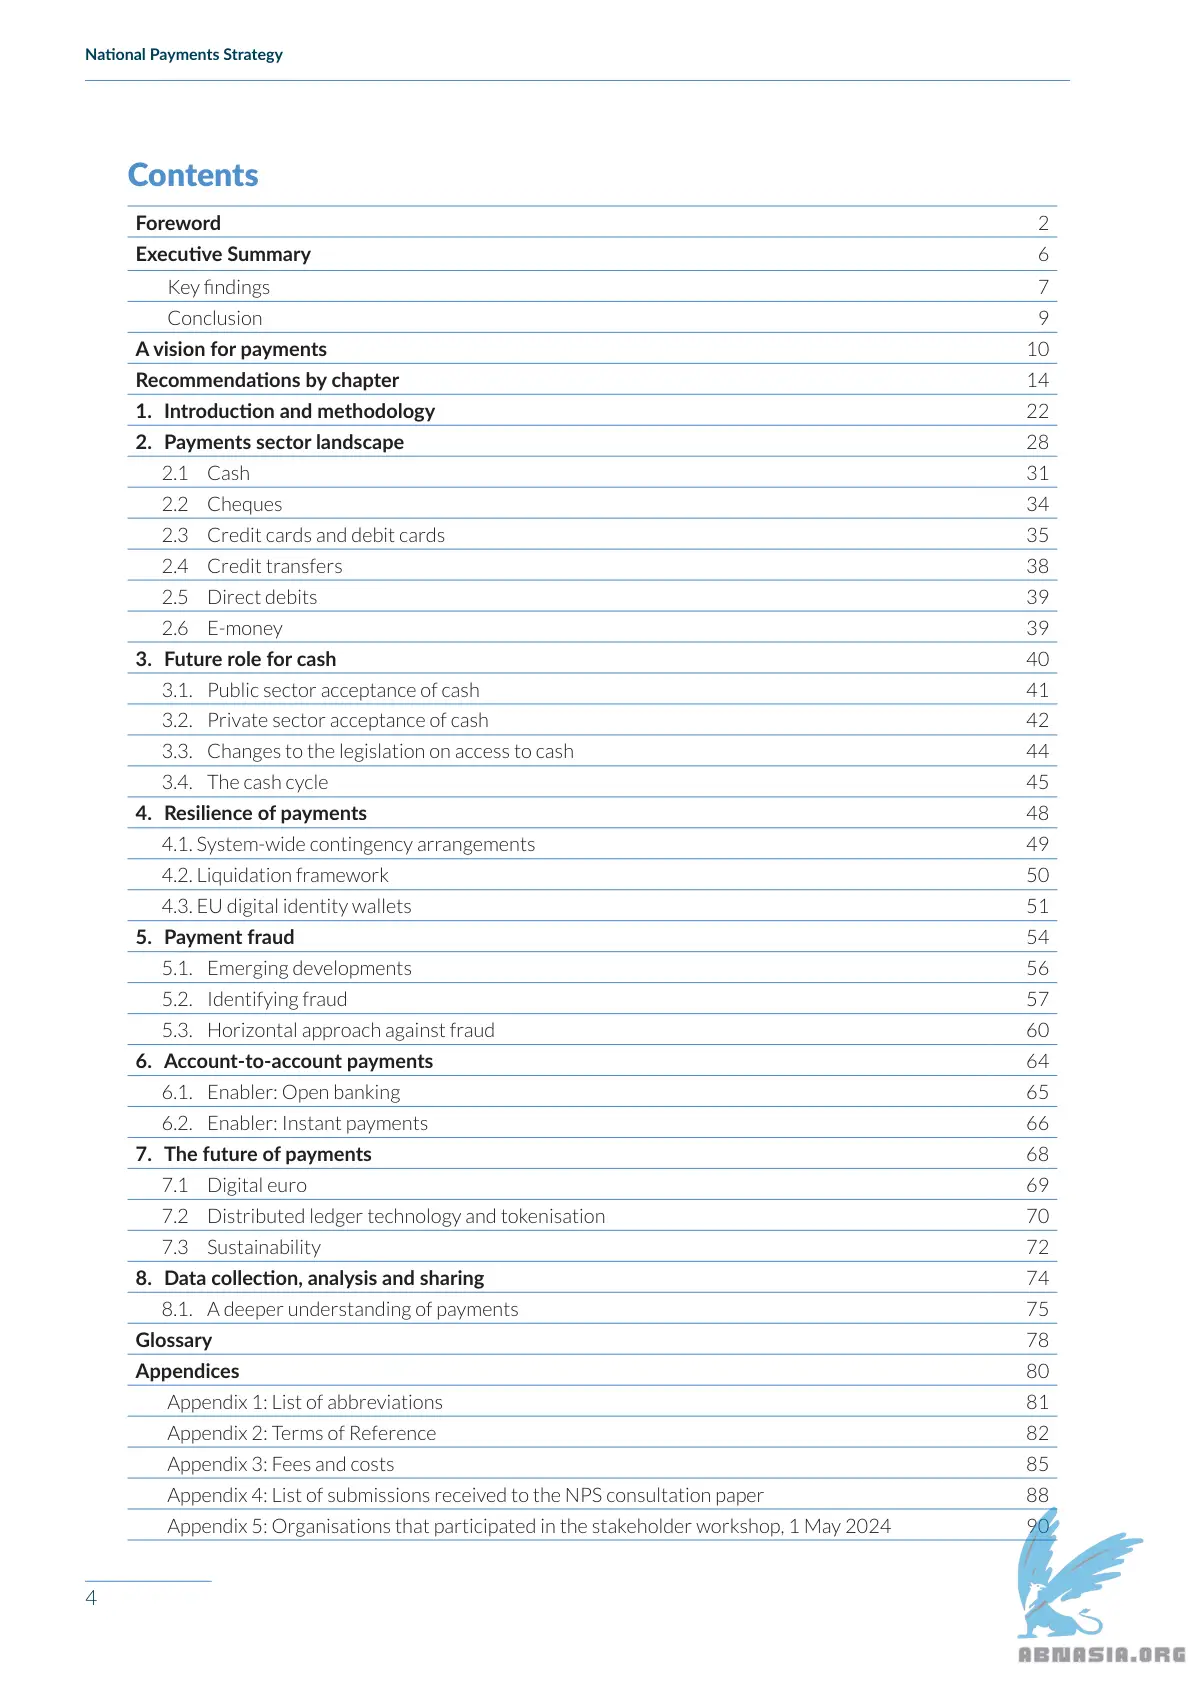 National Payments Strategy
Contents
Foreword 2
Executive Summary 6
Key findings 7
Conclusion 9
A vision for payments 10
Recommendations by chapter 14
1. Introduction and methodology 22
2. Payments sector landscape 28
2.1 Cash 31
2.2 Cheques 34
2.3 Credit cards and debit cards 35
2.4 Credit transfers 38
2.5 Direct debits 39
2.6 E-money 39
3. Future role for cash 40
3.1. Public sector acceptance of cash 41
3.2. Private sector acceptance of cash 42
3.3. Changes to the legislation on access to cash 44
3.4. The cash cycle 45
4. Resilience of payments 48
4.1. System-wide contingency arrangements 49
4.2. Liquidation framework 50
4.3. EU digital identity wallets 51
5. Payment fraud 54
5.1. Emerging developments 56
5.2. Identifying fraud 57
5.3. Horizontal approach against fraud 60
6. Account-to-account payments 64
6.1. Enabler: Open banking 65
6.2. Enabler: Instant payments 66
7. The future of payments 68
7.1 Digital euro 69
7.2 Distributed ledger technology and tokenisation 70
7.3 Sustainability 72
8. Data collection, analysis and sharing 74
8.1. A deeper understanding of payments 75
Glossary 78
Appendices 80
Appendix 1: List of abbreviations 81
Appendix 2: Terms of Reference 82
Appendix 3: Fees and costs 85
Appendix 4: List of submissions received to the NPS consultation paper 88
Appendix 5: Organisations that participated in the stakeholder workshop, 1 May 2024 90
4
ABNASIA.ORG